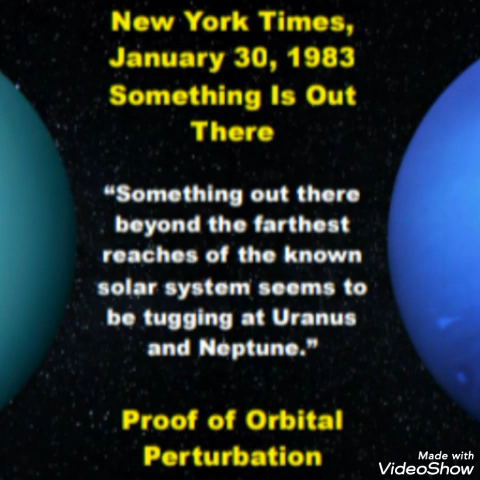 New York Times,
January 30, 1983
Something Is Out
There
“Something out there
beyond the farthest
reaches of the known
solar system seems to
be tugging at Uranus
and Neptune.”
Proof of Orbital
Perturbation
Made with
VideoShow